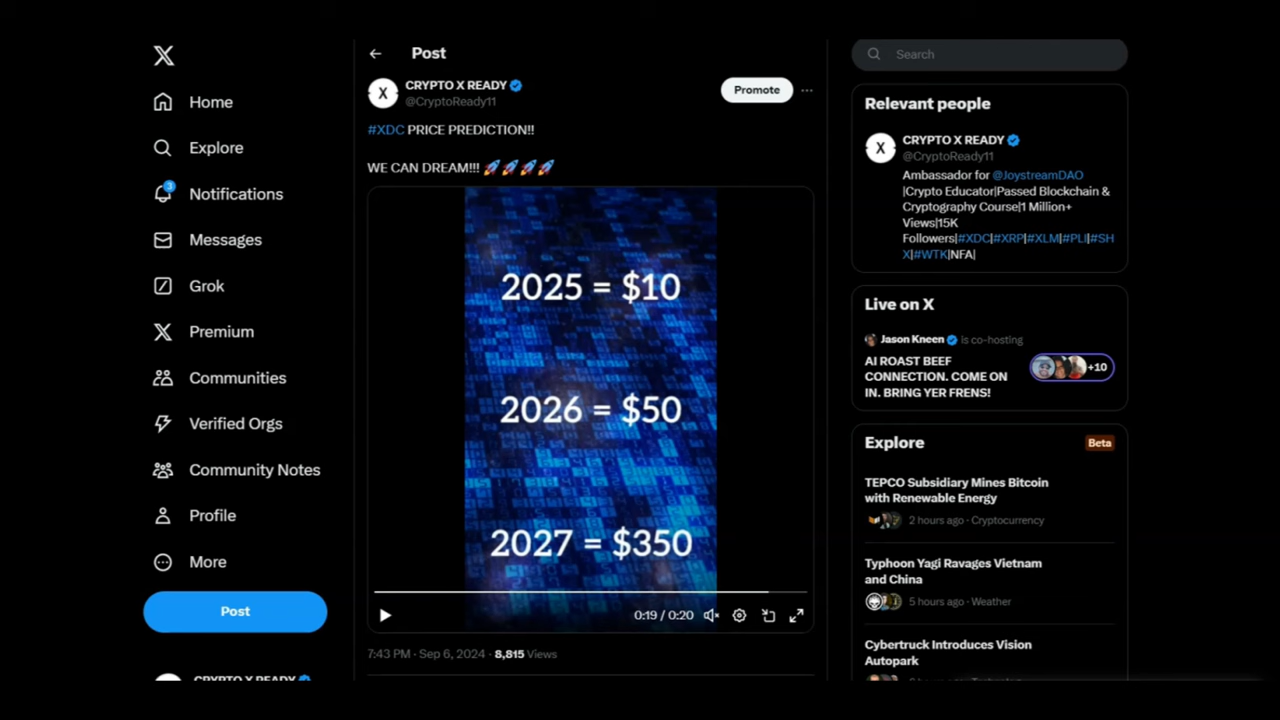 Home
Explore
3
Notifications
Messages
Grok
Premium
Communities
Verified Orgs
Community Notes
Profile
More
Post
CRYPTO X READY
Post
X
CRYPTO X READY
@CryptoReady11
Promote
#XDC PRICE PREDICTION!!
WE CAN DREAM!!! 🚀🚀🚀🚀
2025 = $10
2026 = $50
2027 = $350
0:19 / 0:20
7:43 PM · Sep 6, 2024 · 8,815 Views
Search
Relevant people
X
CRYPTO X READY
@CryptoReady11
Ambassador for @JoystreamDAO
|Crypto Educator|Passed Blockchain &
Cryptography Course|1 Million+
Views|15K
Followers|#XDC|#XRP|#XLM|#PLI|#SH
X|#WTK|NFA|
Live on X
Jason Kneen is co-hosting
AI ROAST BEEF
CONNECTION. COME ON
IN. BRING YER FRENS!
+10
Explore
Beta
TEPCO Subsidiary Mines Bitcoin
with Renewable Energy
2 hours ago · Cryptocurrency
Typhoon Yagi Ravages Vietnam
and China
5 hours ago · Weather
Cybertruck Introduces Vision
Autopark